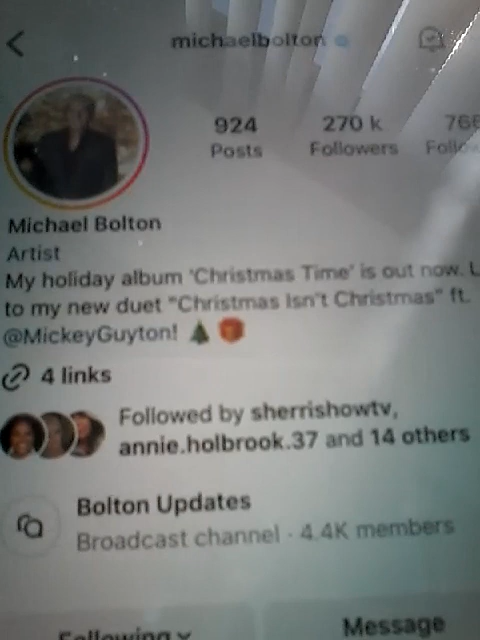 michaelbolton
924
270 k
Posts
Followers
Michael Bolton
Artist
My holiday album 'Christmas Time' is out now. L
to my new duet "Christmas Isn't Christmas" ft.
@MickeyGuyton! 🎄 🎁
4 links
Followed by sherrishowtv,
annie.holbrook.37 and 14 others
Bolton Updates
Broadcast channel · 4.4K members
Following
Message